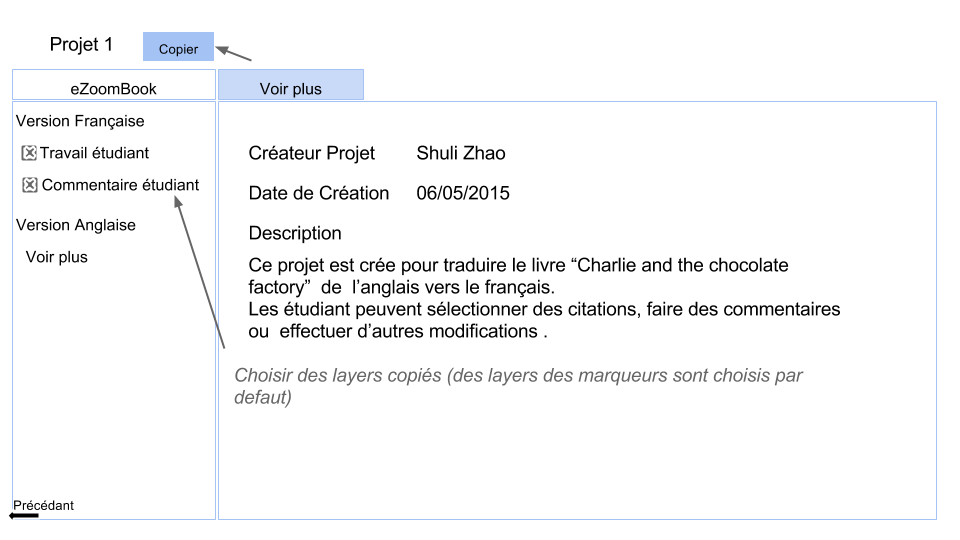 Projet 1
Copier
eZoomBook
Voir plus
Version Française
Travail étudiant
Commentaire étudiant
Version Anglaise
Voir plus
Précédant
Créateur Projet Shuli Zhao
Date de Création 06/05/2015
Description
Ce projet est crée pour traduire le livre “Charlie and the chocolate
factory” de l’anglais vers le français.
Les étudiant peuvent sélectionner des citations, faire des commentaires
ou effectuer d’autres modifications .
Choisir des layers copiés (des layers des marqueurs sont choisis par
defaut)